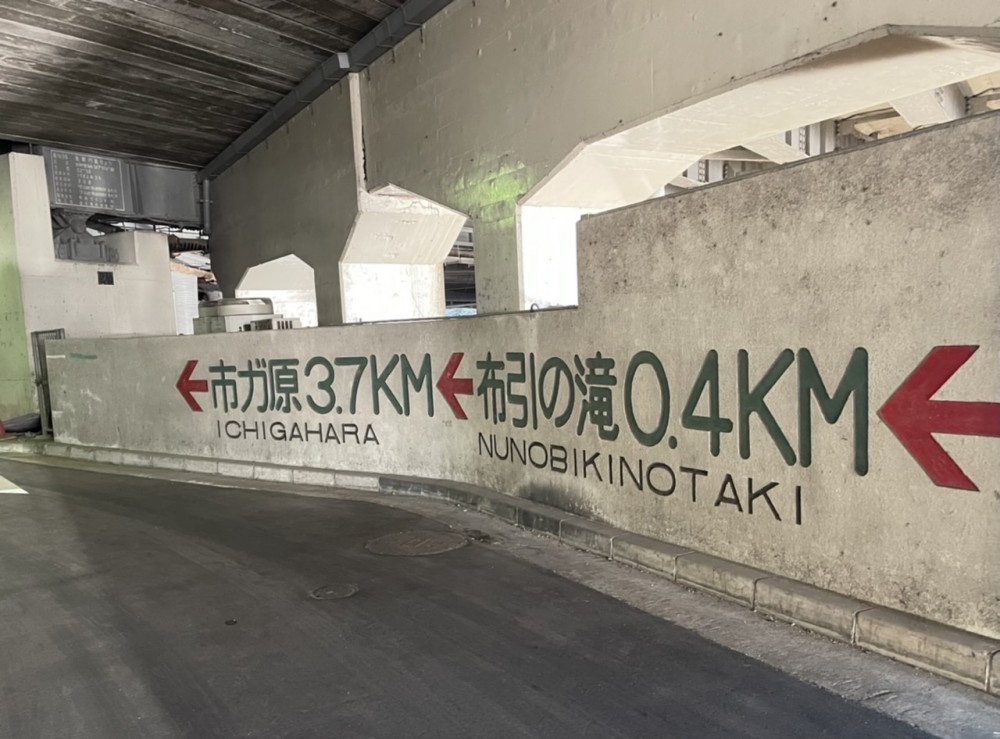 ←市ガ原3.7KM←布引の滝0.4KM←
ICHIGAHARA NUNOBIKINOTAKI